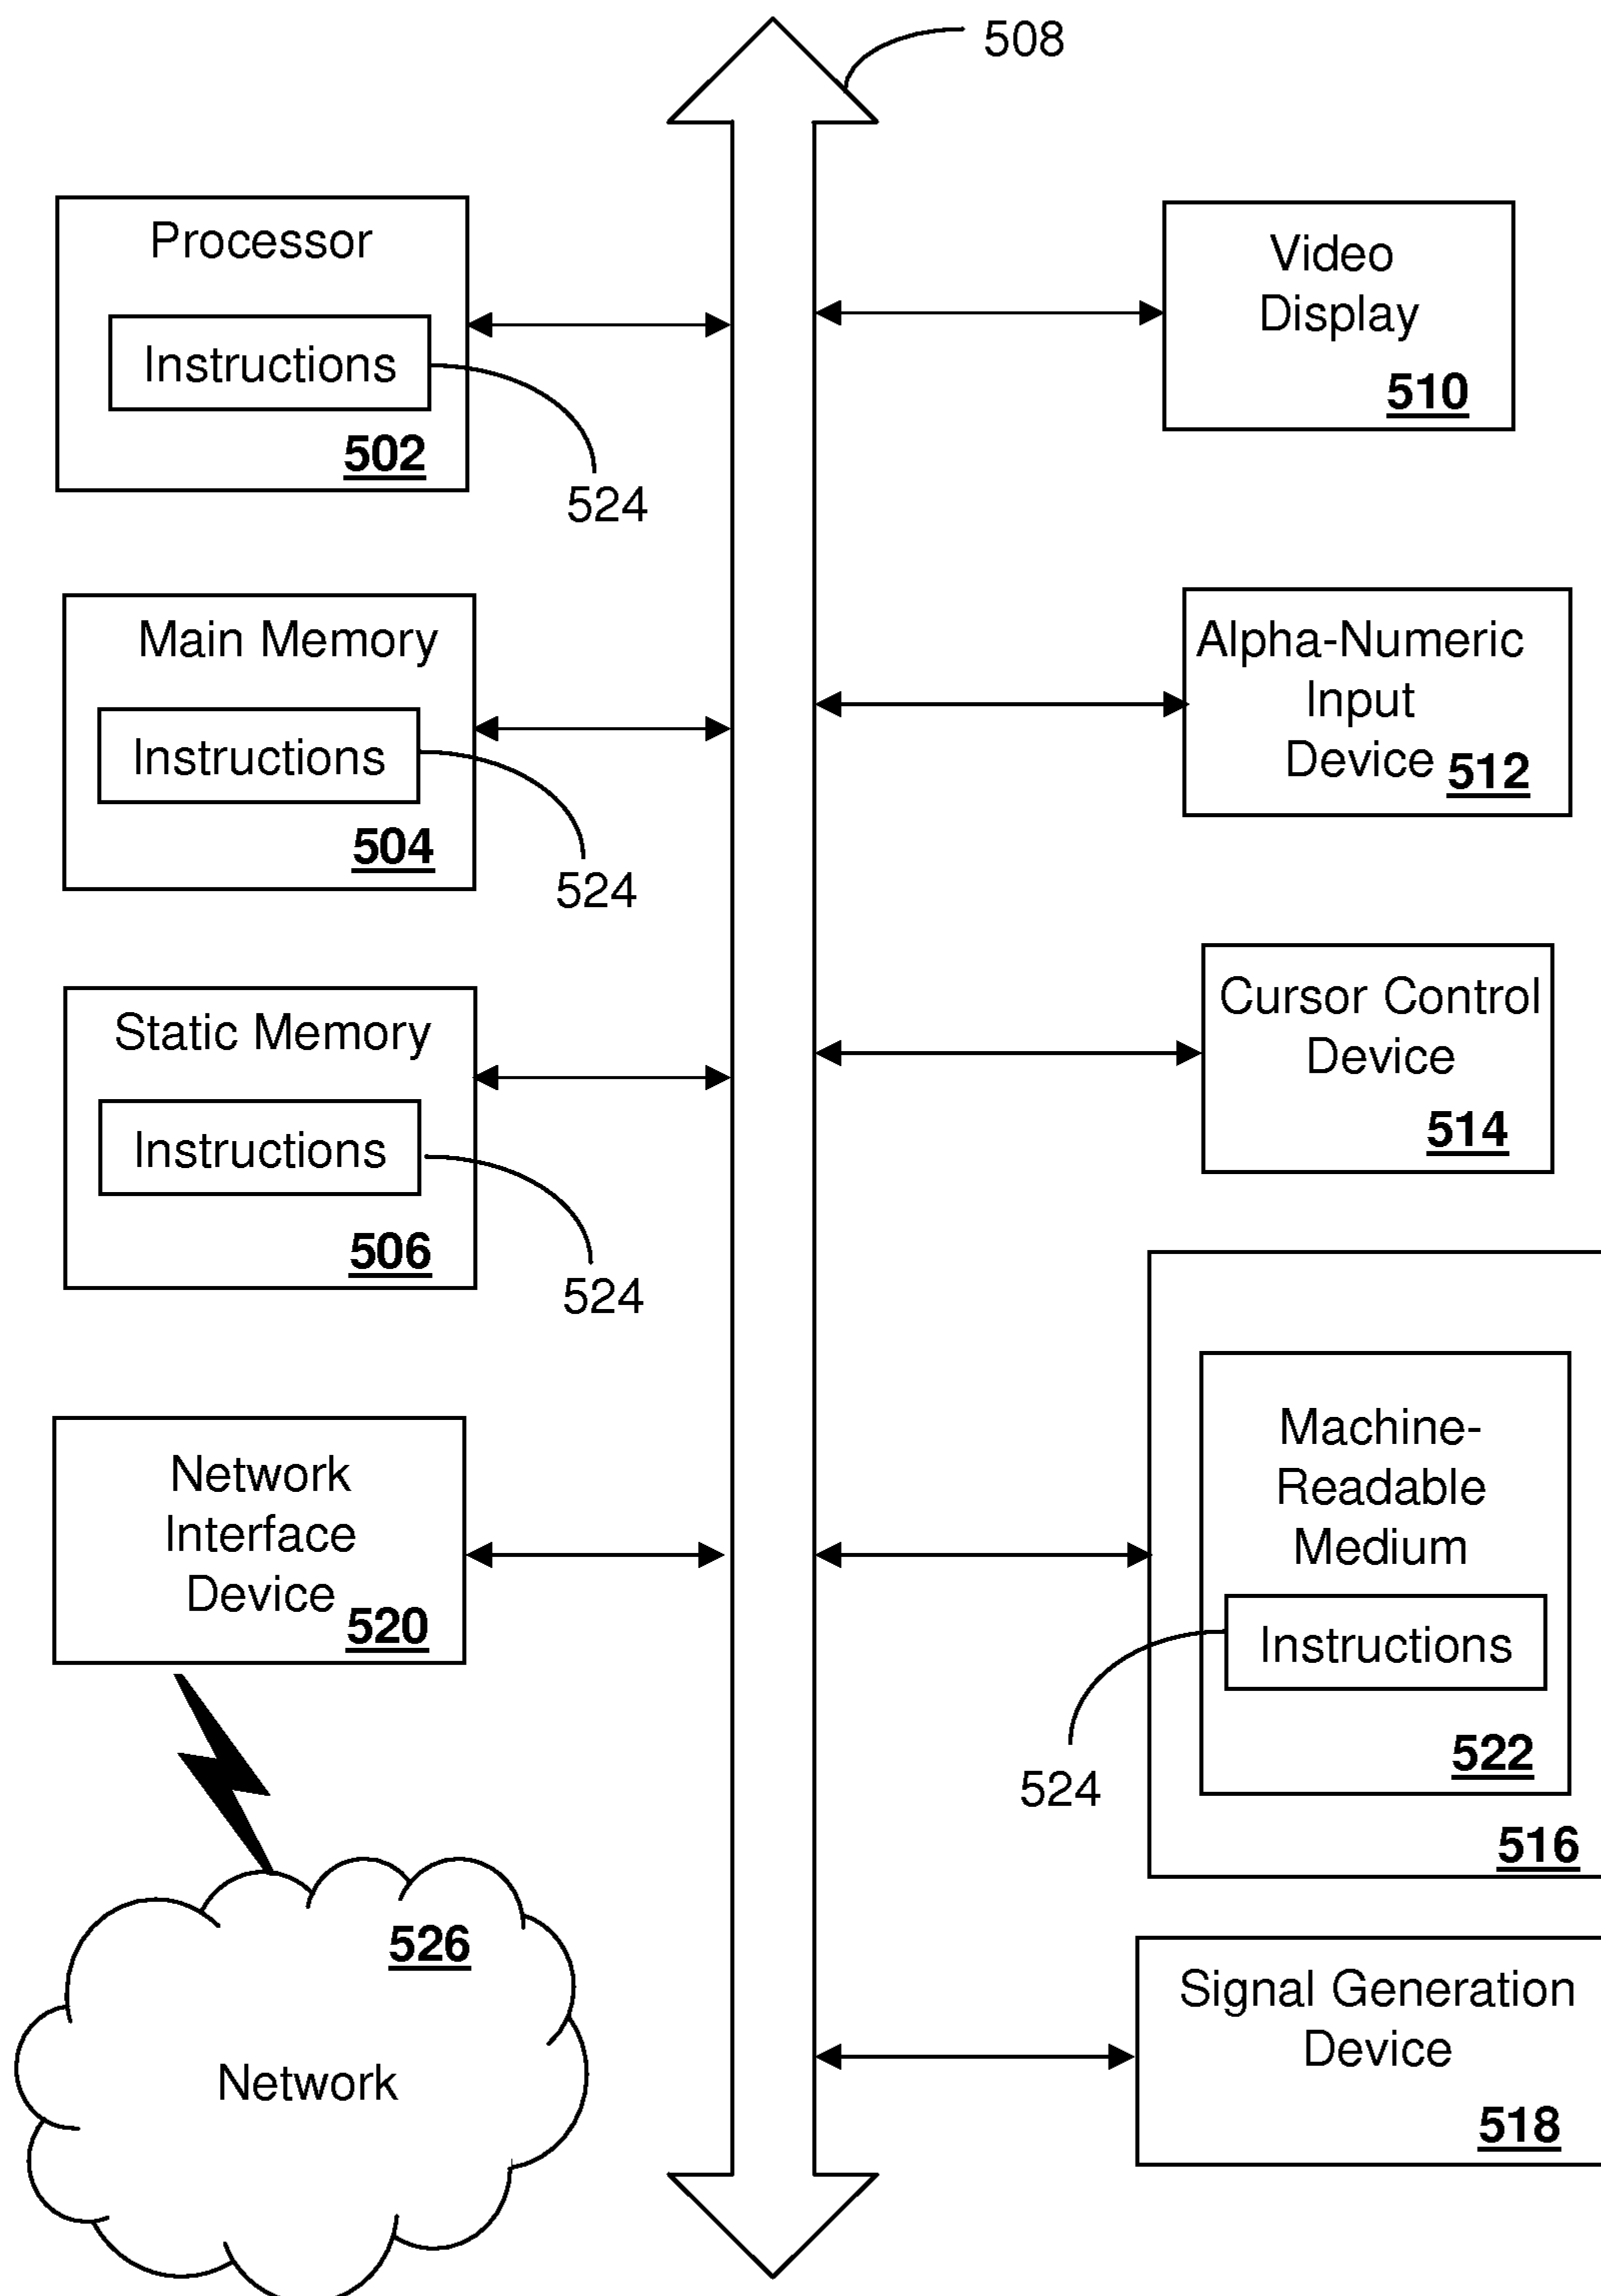 508
Processor
Instructions
502
524
Main Memory
Instructions
504
524
Static Memory
Instructions
506
524
Network
Interface
Device
520
526
Network
Video
Display
510
Alpha-Numeric
Input
Device 512
Cursor Control
Device
514
Machine-
Readable
Medium
Instructions
522
524
516
Signal Generation
Device
518